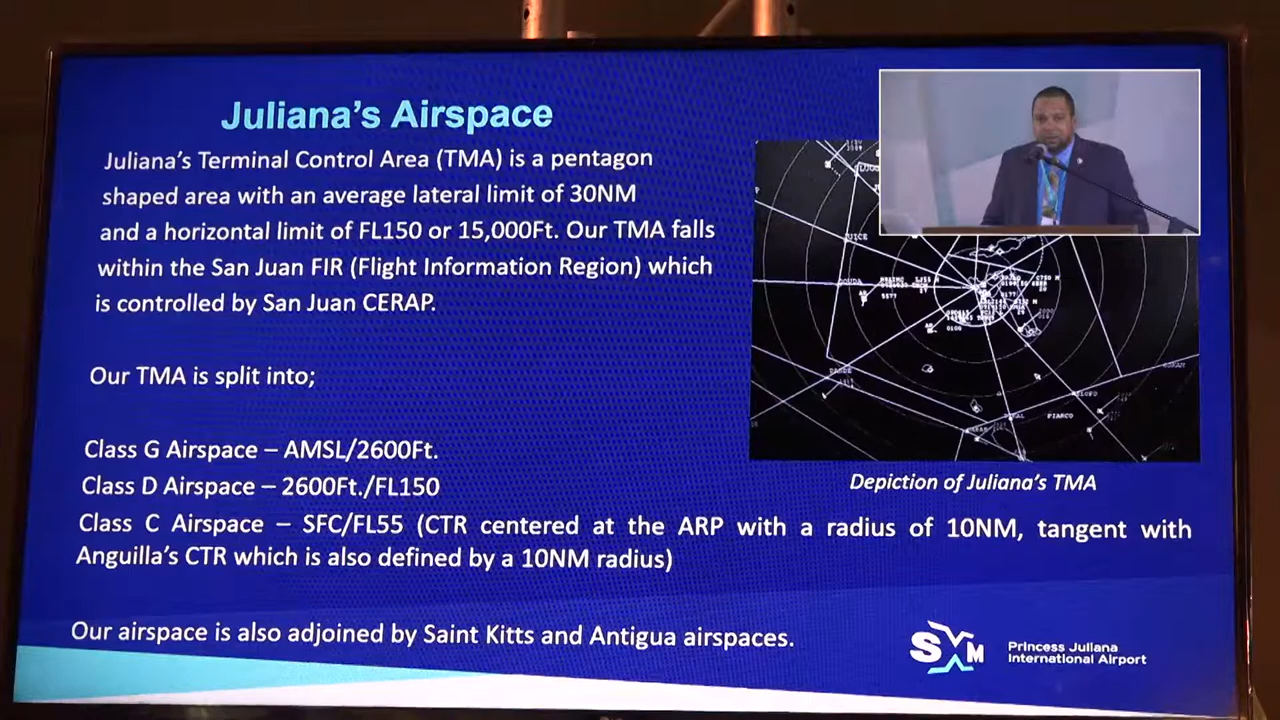 Juliana's Airspace
Juliana's Terminal Control Area (TMA) is a pentagon
shaped area with an average lateral limit of 30NM
and a horizontal limit of FL150 or 15,000Ft. Our TMA falls
within the San Juan FIR (Flight Information Region) which
is controlled by San Juan CERAP.
Our TMA is split into;
Class G Airspace – AMSL/2600Ft.
Class D Airspace – 2600Ft./FL150
Class C Airspace – SFC/FL55 (CTR centered at the ARP with a radius of 10NM, tangent with
Anguilla's CTR which is also defined by a 10NM radius)
Our airspace is also adjoined by Saint Kitts and Antigua airspaces.
PIARCO
5577
0100
Depiction of Juliana's TMA
SXM
Princess Juliana
International Airport